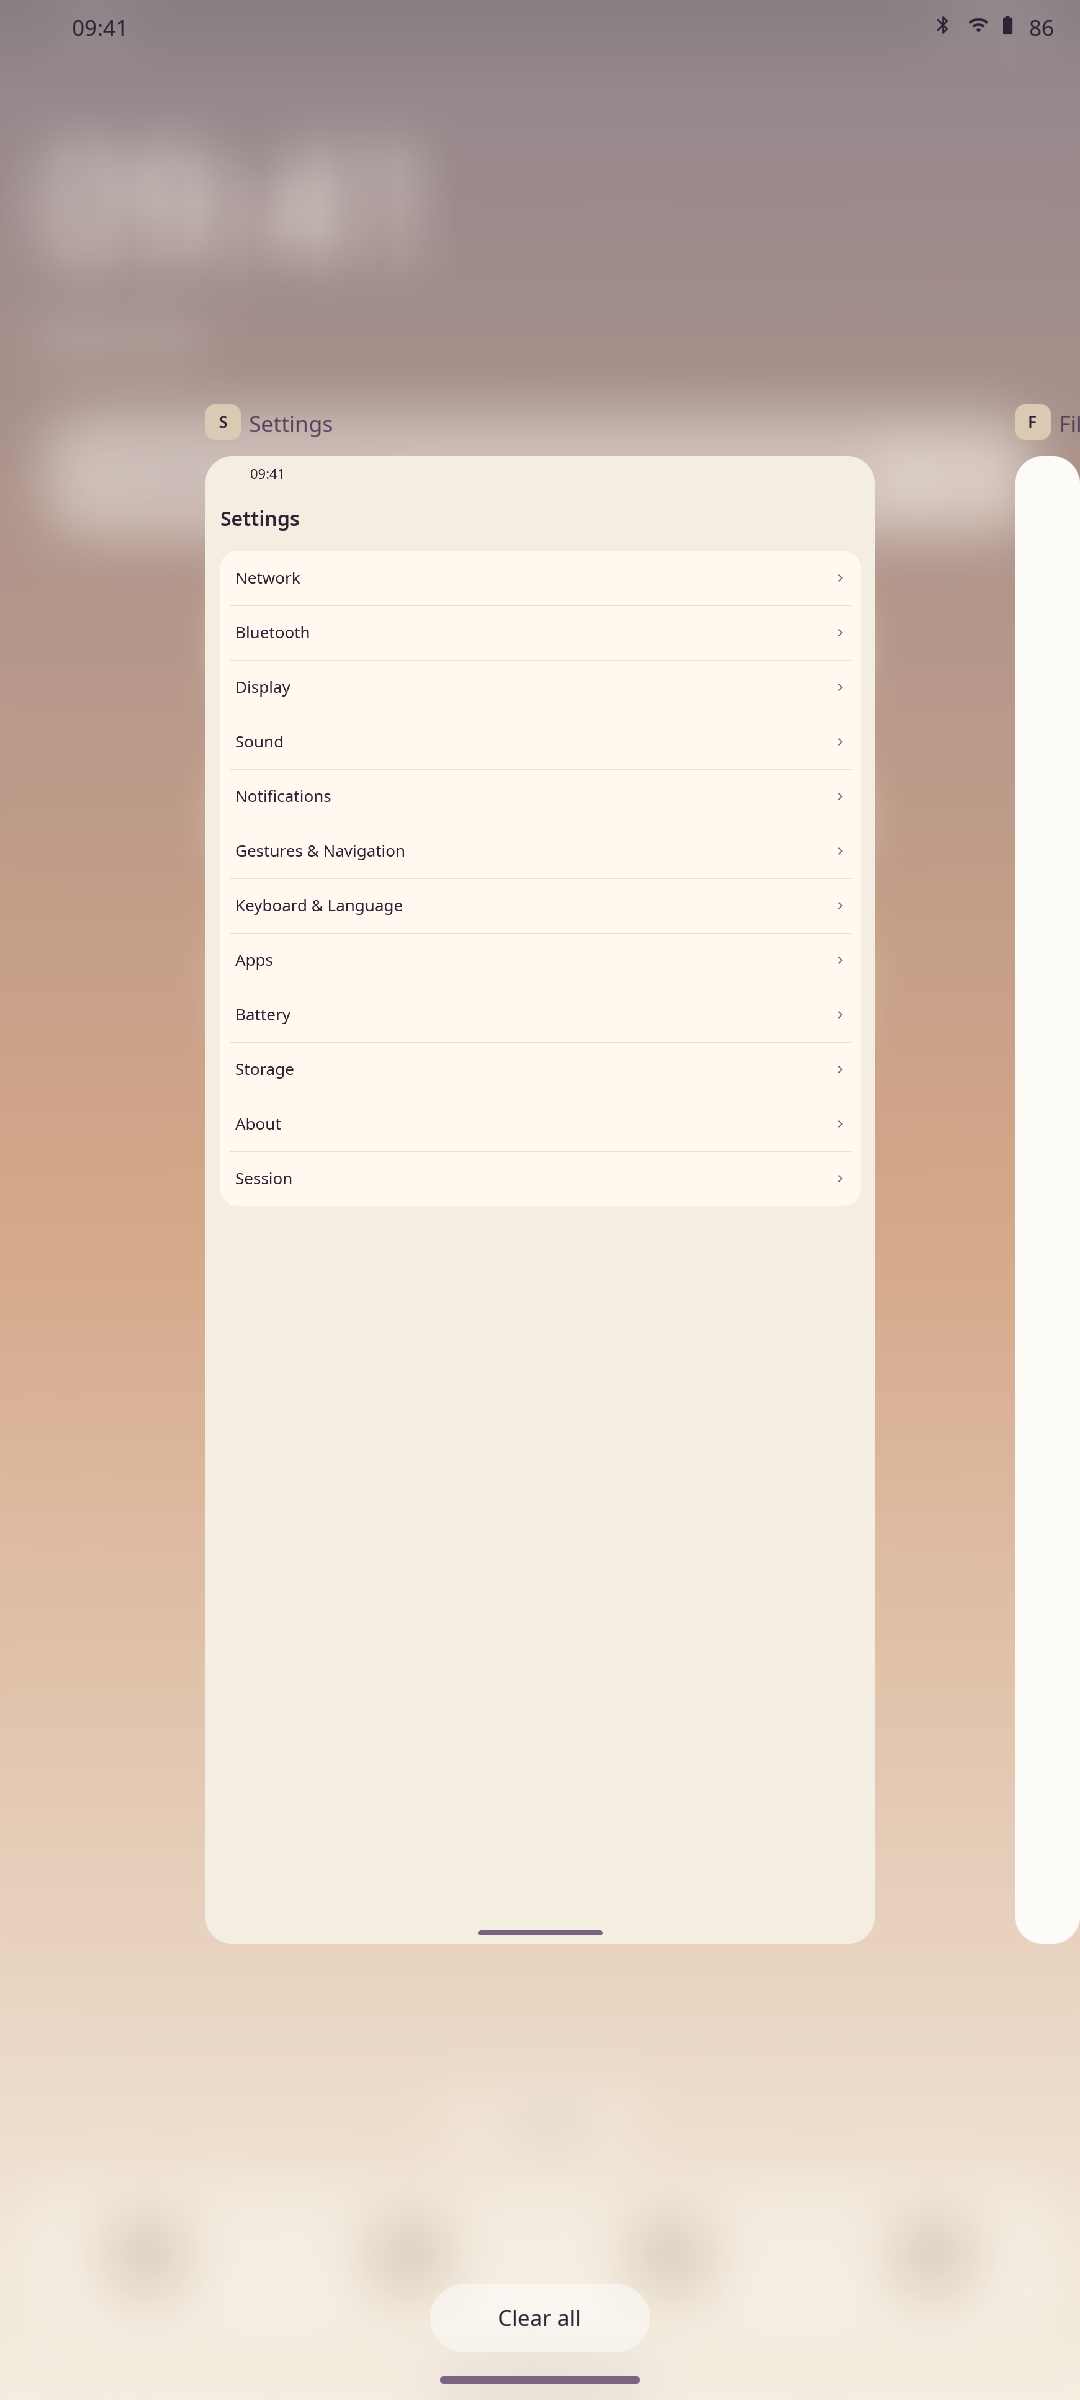 09:41
86
S Settings
F Fil
09:41
Settings
Network
Bluetooth
Display
Sound
Notifications
Gestures & Navigation
Keyboard & Language
Apps
Battery
Storage
About
Session
Clear all